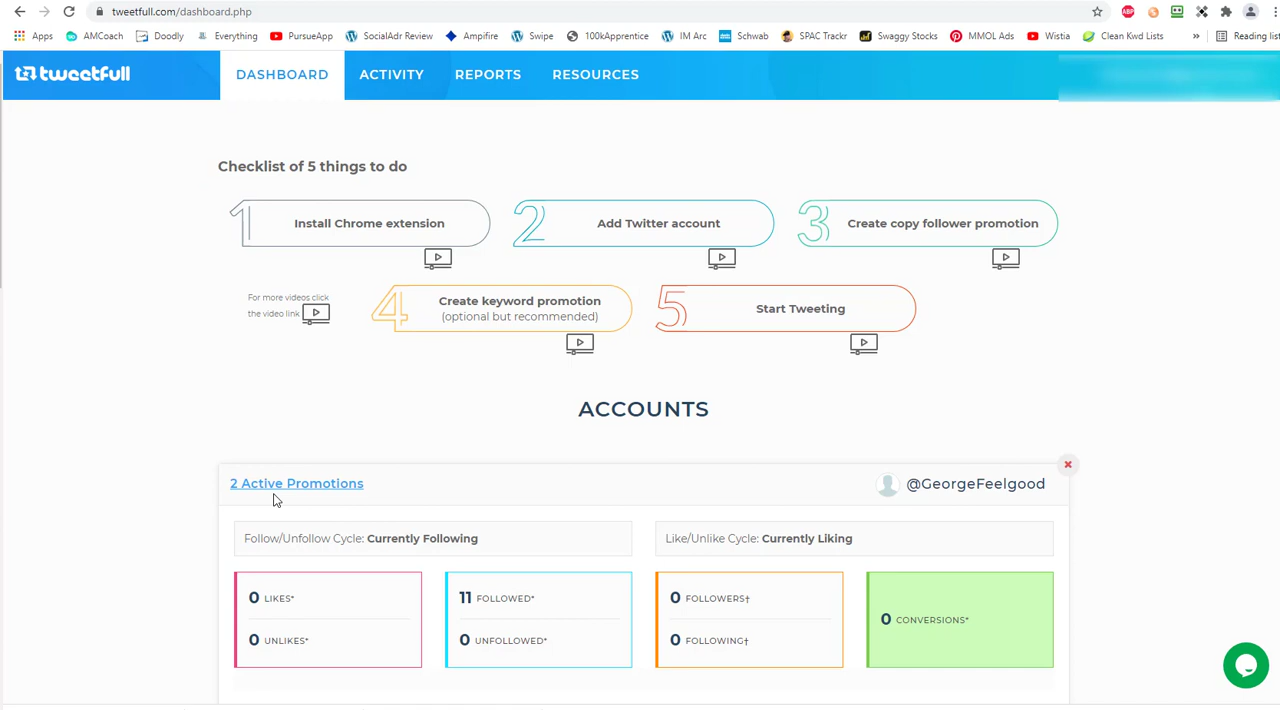 tweetfull.com/dashboard.php
Apps AMCoach Doodly Everything PursueApp SocialAdr Review Ampifire Swipe 100kApprentice IM Arc Schwab SPAC Trackr Swaggy Stocks MMOL Ads Wistia Clean Kwd Lists » Reading list
tweetfull DASHBOARD ACTIVITY REPORTS RESOURCES
Checklist of 5 things to do
1 Install Chrome extension
2 Add Twitter account
3 Create copy follower promotion
For more videos click
the video link
4 Create keyword promotion
(optional but recommended)
5 Start Tweeting
ACCOUNTS
2 Active Promotions @GeorgeFeelgood
Follow/Unfollow Cycle: Currently Following
Like/Unlike Cycle: Currently Liking
0 LIKES*
0 UNLIKES*
11 FOLLOWED*
0 UNFOLLOWED*
0 FOLLOWERS†
0 FOLLOWING†
0 CONVERSIONS*